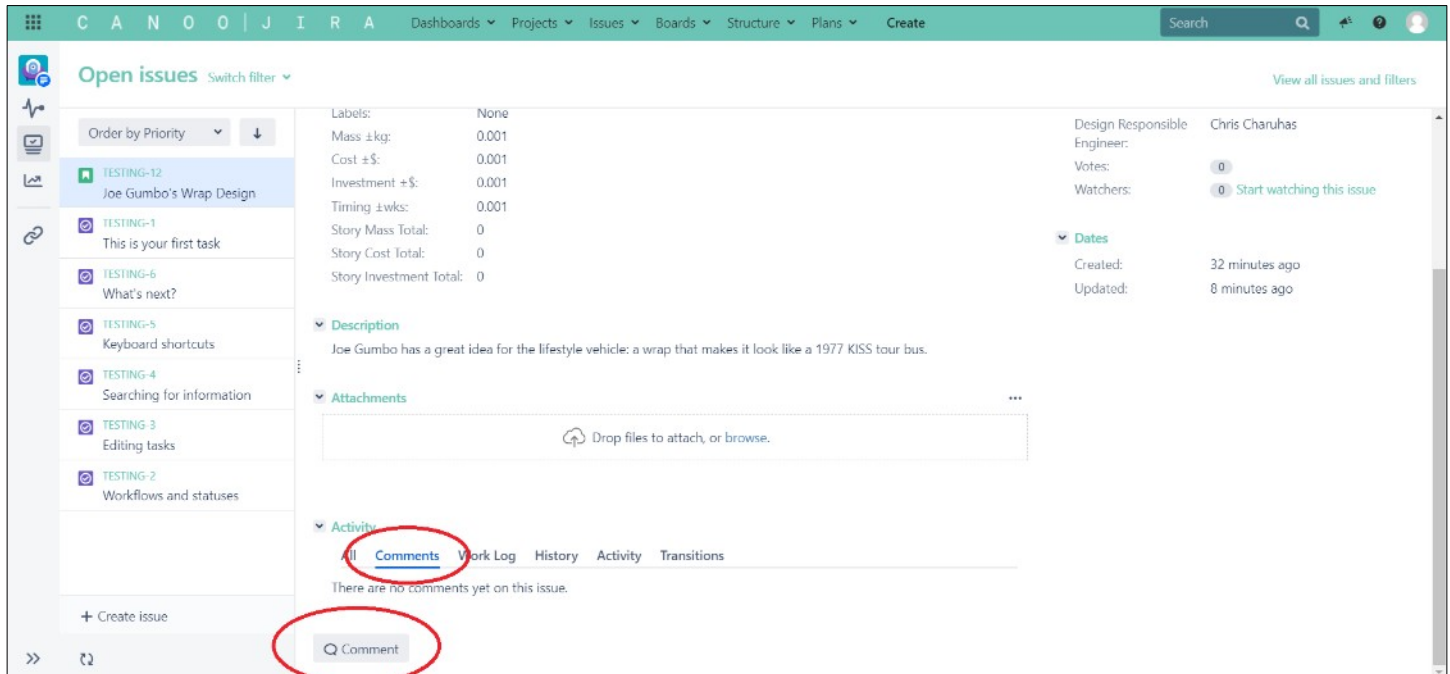 CANOO|JIRA Dashboards Projects Issues Boards Structure Plans Create Search
Open issues Switch filter
View all issues and filters
Order by Priority
TESTING-12
Joe Gumbo's Wrap Design
TESTING-1
This is your first task
TESTING-6
What's next?
TESTING-5
Keyboard shortcuts
TESTING-4
Searching for information
TESTING-3
Editing tasks
TESTING-2
Workflows and statuses
+ Create issue
Labels: None
Mass ±kg: 0.001
Cost ±$: 0.001
Investment ±$: 0.001
Timing ±wks: 0.001
Story Mass Total: 0
Story Cost Total: 0
Story Investment Total: 0
Description
Joe Gumbo has a great idea for the lifestyle vehicle: a wrap that makes it look like a 1977 KISS tour bus.
Attachments
Drop files to attach, or browse.
Activity
All Comments Work Log History Activity Transitions
There are no comments yet on this issue.
Comment
Design Responsible Chris Charuhas
Engineer:
Votes: 0
Watchers: 0 Start watching this issue
Dates
Created: 32 minutes ago
Updated: 8 minutes ago